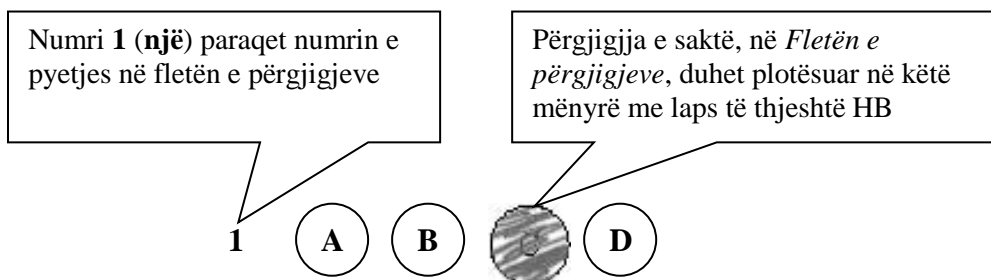 Numri 1 (një) paraqet numrin e
pyetjes në fletën e përgjigjeve
Përgjigjja e saktë, në Fletën e
përgjigjeve, duhet plotësuar në këtë
mënyrë me laps të thjeshtë HB
1 A B D